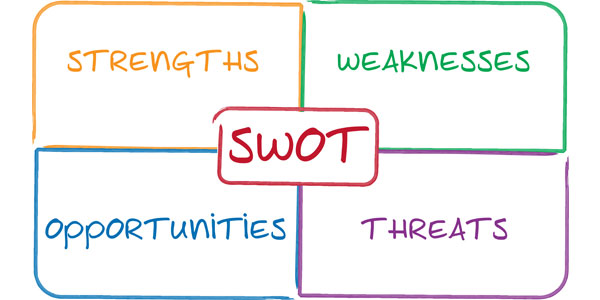 STRENGTHS
WEAKNESSES
SWOT
OPPORTUNITIES
THREATS